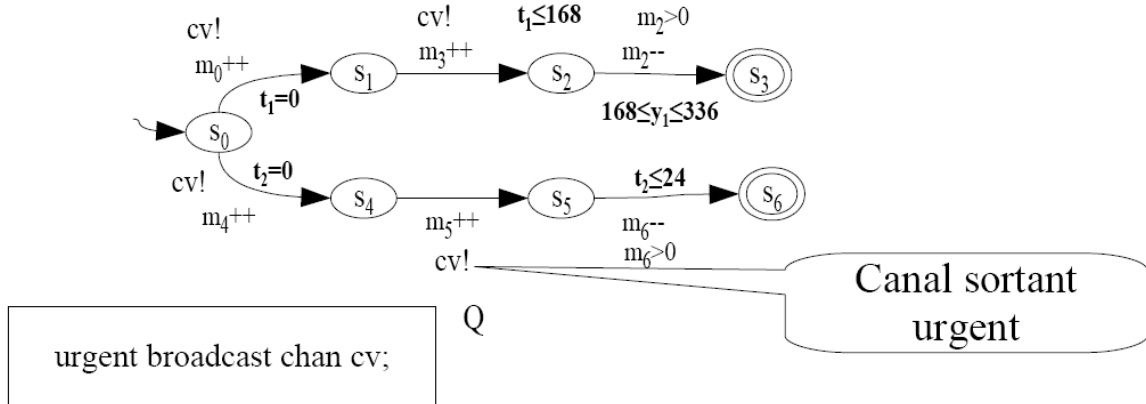 cv!
m₀++
t₁=0
s₀
cv!
m₄++
t₂=0
s₁
cv!
m₃++
s₂
t₁≤168
m₂>0
m₂--
168≤y₁≤336
s₃
s₄
m₅++
cv!
s₅
t₂≤24
m₆--
m₆>0
s₆
Canal sortant
urgent
Q
urgent broadcast chan cv;